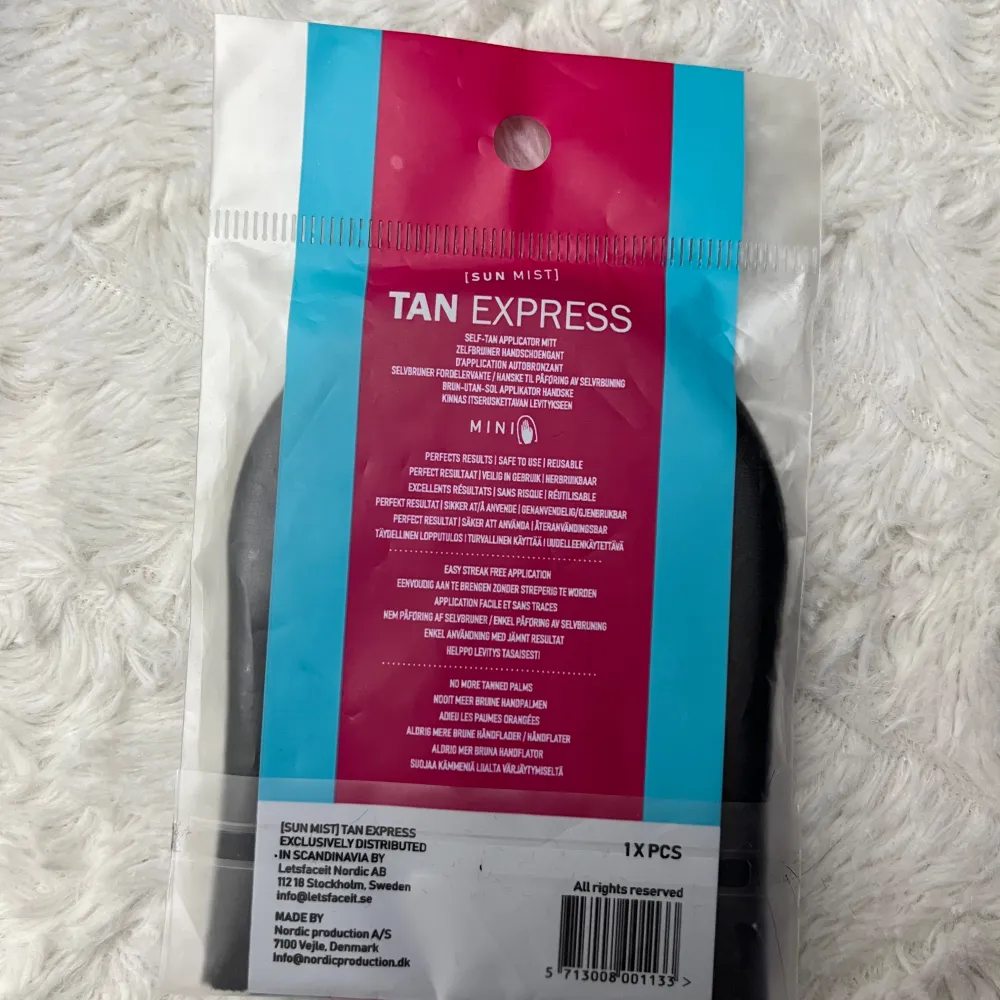 [SUN MIST]
TAN EXPRESS
SELF-TAN APPLICATOR MITT
ZELFBRUINER HANDSCHOENGANT
D'APPLICATION AUTOBRONZANT
SELVBRUNER FORDELERVANTE / HANSKE TIL PÅFORING AV SELVRBUNING
BRUN-UTAN-SOL APPLIKATOR HANDSKE
KINNAS ITSERUSKETTAVAN LEVITYKSEEN
MINI
PERFECTS RESULTS | SAFE TO USE | REUSABLE
PERFECT RESULTAAT | VEILIG IN GEBRUIK | HERBRUIKBAAR
EXCELLENTS RÉSULTATS | SANS RISQUE | RÉUTILISABLE
PERFEKT RESULTAT | SIKKER AT/Å ANVENDE | GENANVENDELIG/GJENBRUKBAR
PERFECT RESULTAT | SÄKER ATT ANVÄNDA | ÅTERANVÄNDINGSBAR
TÄYDELLINEN LOPPUTULOS | TURVALLINEN KÄYTTÄÄ | UUDELLEENKÄYTETTÄVÄ
EASY STREAK FREE APPLICATION
EENVOUDIG AAN TE BRENGEN ZONDER STREPERIG TE WORDEN
APPLICATION FACILE ET SANS TRACES
NEM PÅFORING AF SELVBRUNER / ENKEL PÅFORING AV SELVBRUNING
ENKEL ANVÄNDNING MED JÄMNT RESULTAT
HELPPO LEVITYS TASAISESTI
NO MORE TANNED PALMS
NOOIT MEER BRUINE HANDPALMEN
ADIEU LES PAUMES ORANGÉES
ALDRIG MERE BRUNE HÅNDFLADER / HÅNDFLATER
ALDRIG MER BRUNA HANDFLATOR
SUOJAA KÄMMENIÄ LIIALTA VÄRJÄYTYMISELTÄ
[SUN MIST] TAN EXPRESS
EXCLUSIVELY DISTRIBUTED
IN SCANDINAVIA BY
Letsfaceit Nordic AB
112 18 Stockholm, Sweden
info@letsfaceit.se
MADE BY
Nordic production A/S
7100 Vejle, Denmark
Info@nordicproduction.dk
1 X PCS
All rights reserved
5 713008 001133 >